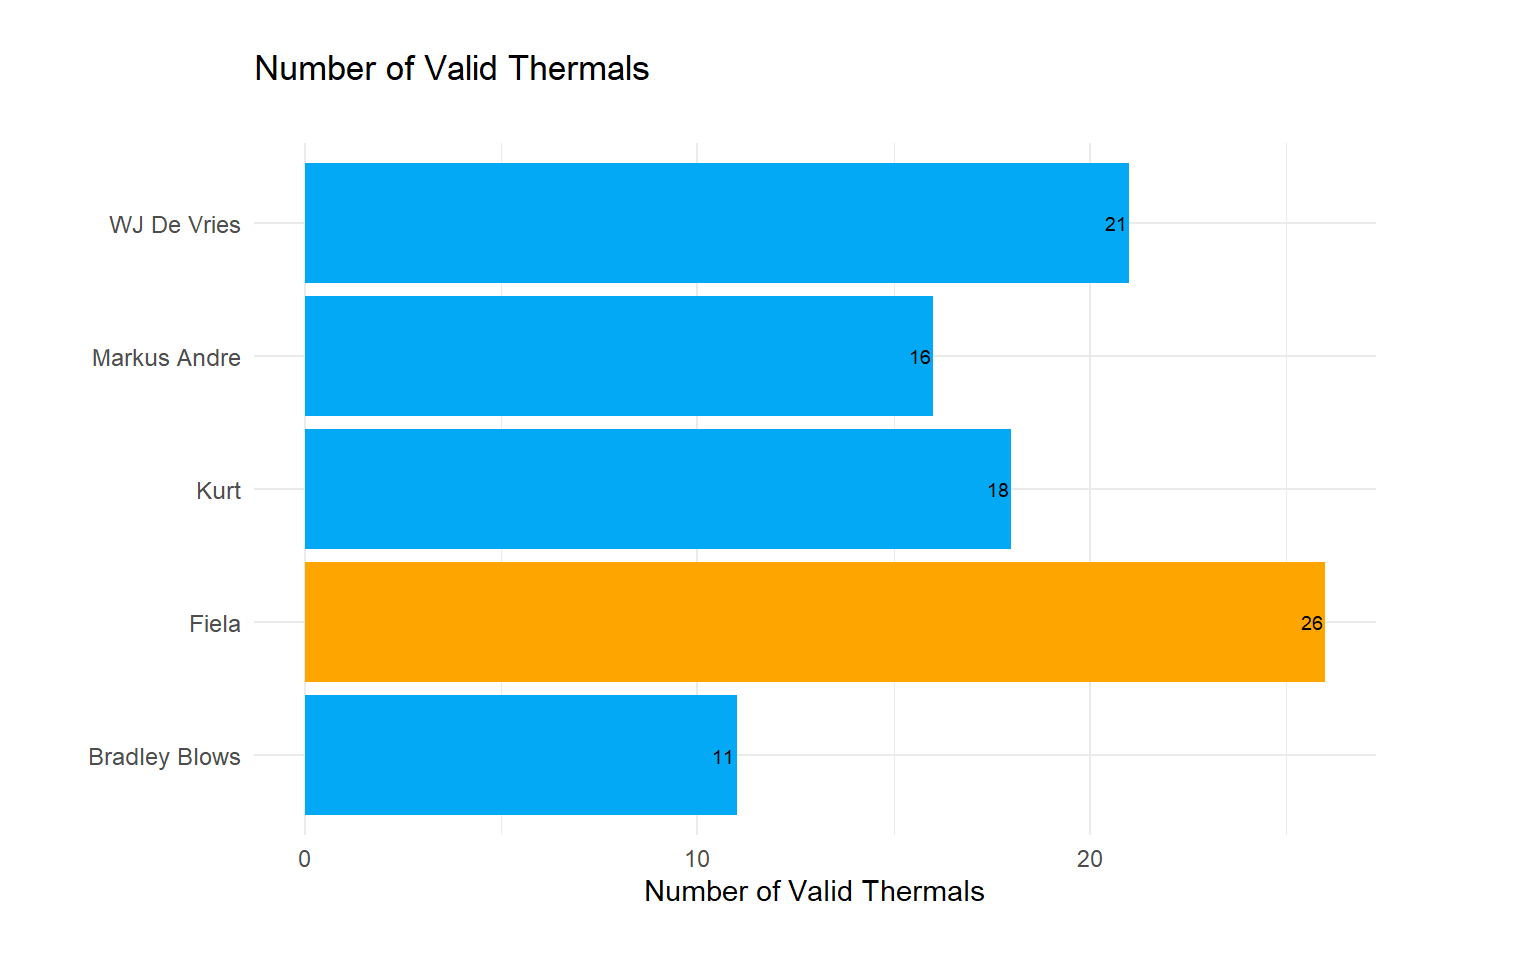 Number of Valid Thermals
WJ De Vries
21
Markus Andre
16
Kurt
18
Fiela
26
Bradley Blows
11
0 10 20
Number of Valid Thermals